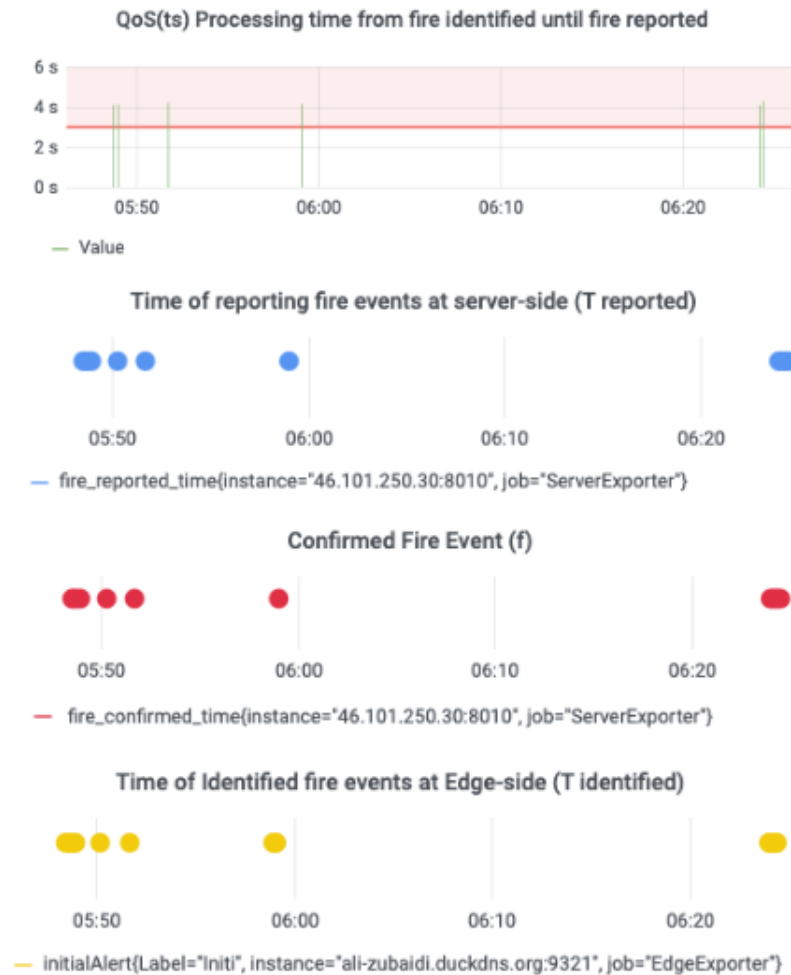 QoS(ts) Processing time from fire identified until fire reported
6 s
4 s
2 s
0 s
05:50 06:00 06:10 06:20
Value
Time of reporting fire events at server-side (T reported)
05:50 06:00 06:10 06:20
fire_reported_time{instance="46.101.250.30:8010", job="ServerExporter"}
Confirmed Fire Event (f)
05:50 06:00 06:10 06:20
fire_confirmed_time{instance="46.101.250.30:8010", job="ServerExporter"}
Time of Identified fire events at Edge-side (T identified)
05:50 06:00 06:10 06:20
initialAlert{Label="Initi", instance="ali-zubaidi.duckdns.org:9321", job="EdgeExporter"}